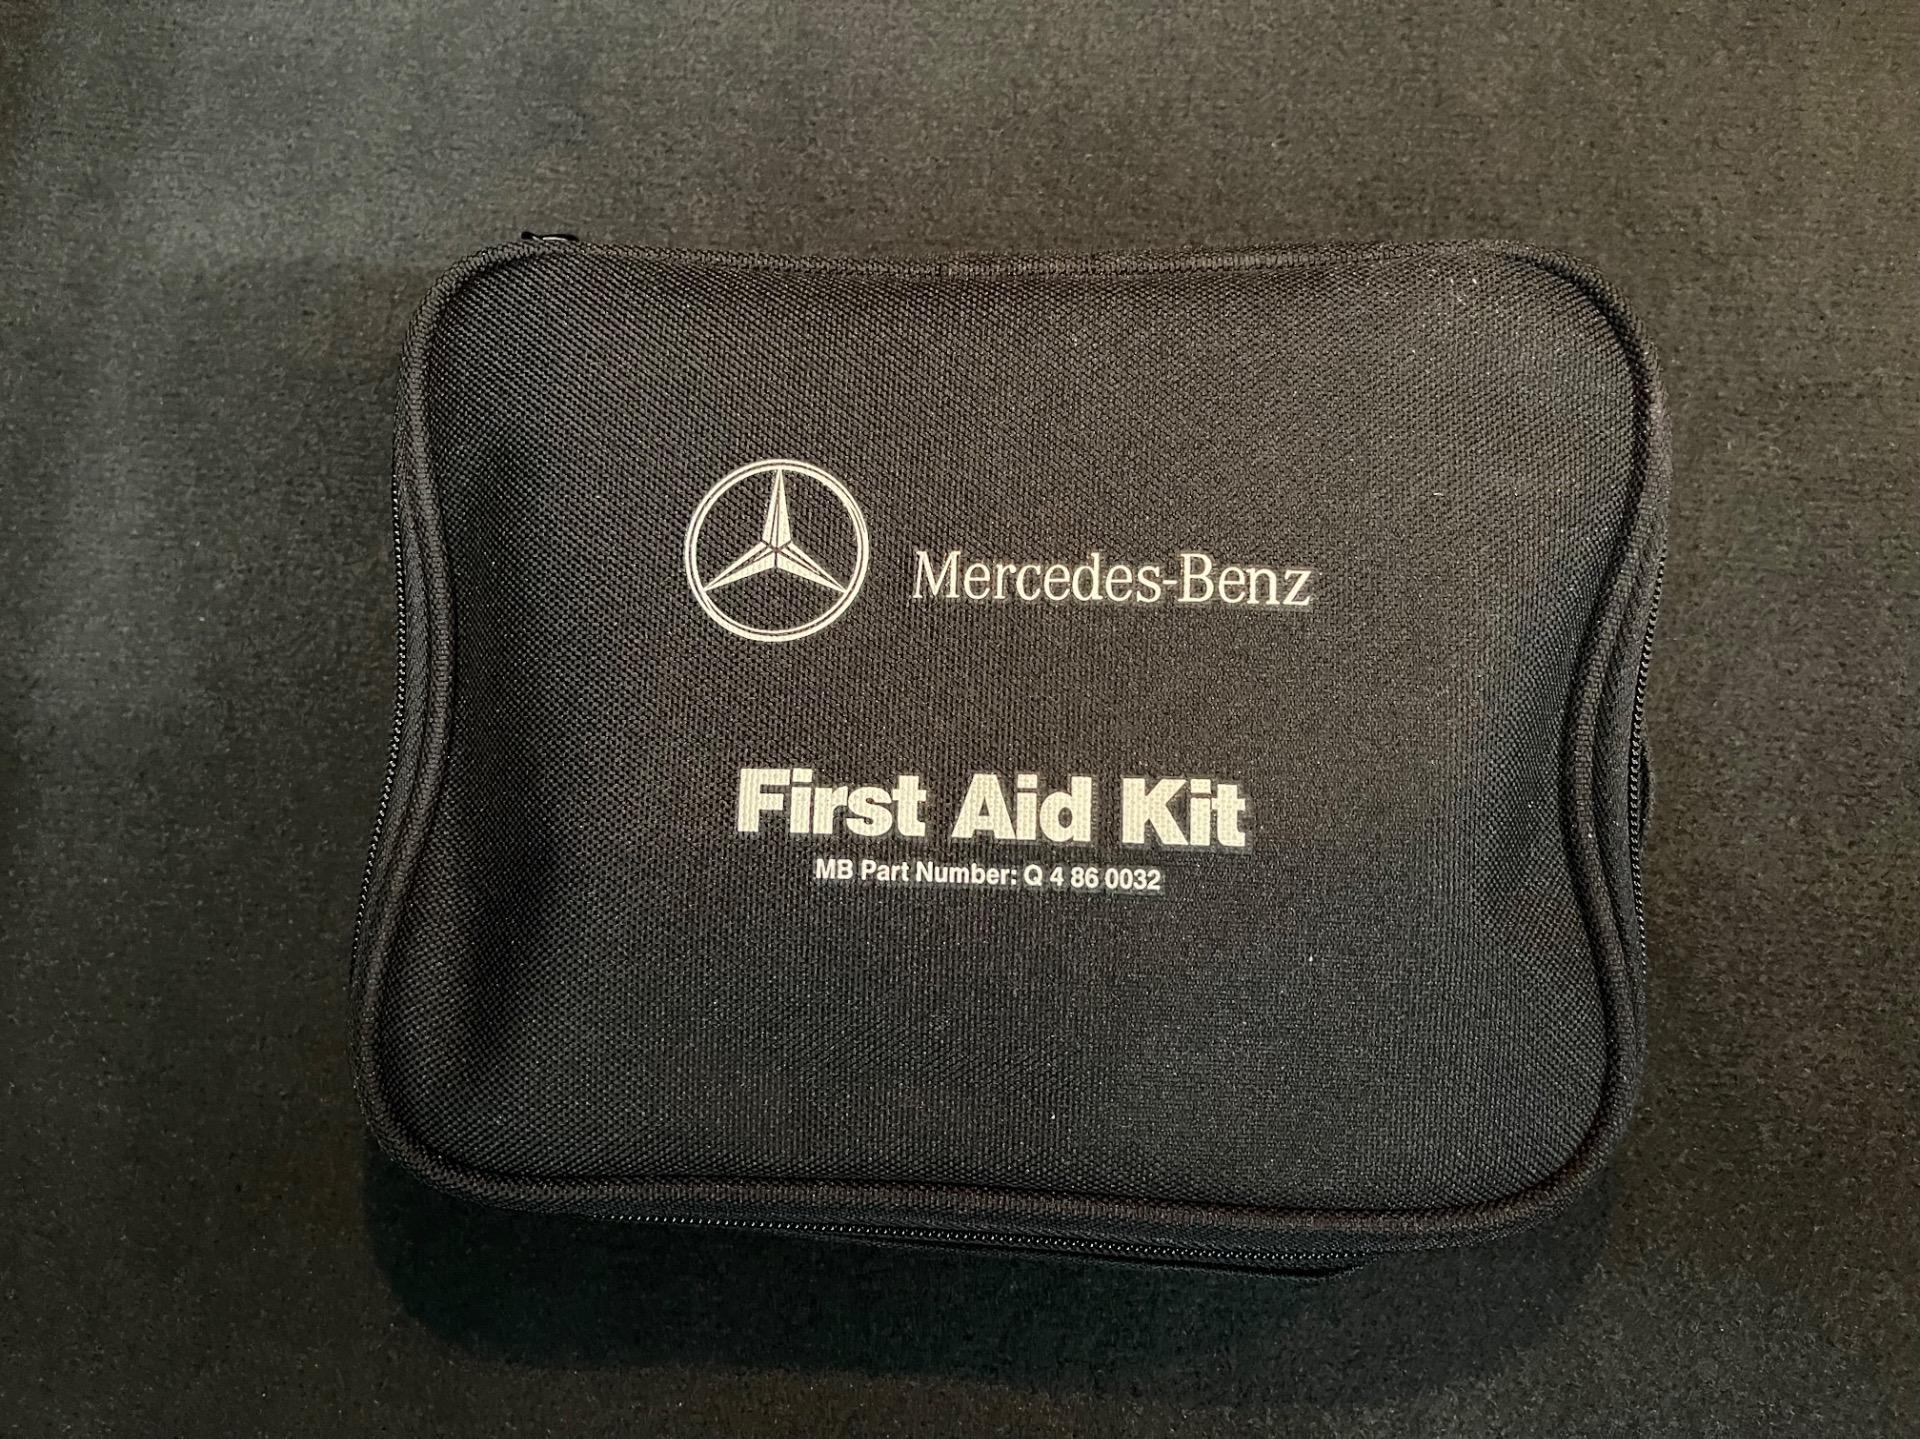 Mercedes-Benz
First Aid Kit
MB Part Number: Q 4 86 0032